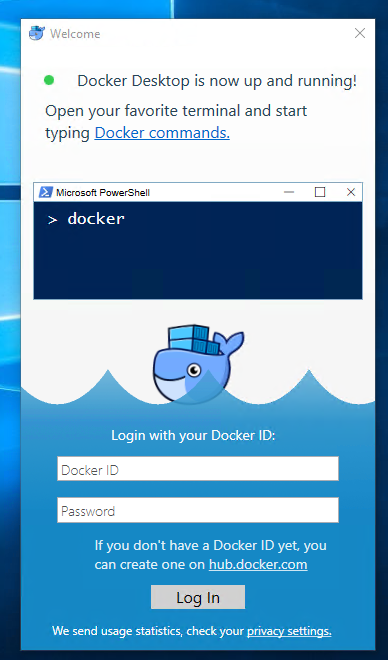 Welcome
Docker Desktop is now up and running!
Open your favorite terminal and start
typing Docker commands.
Microsoft PowerShell
> docker
Login with your Docker ID:
Docker ID
Password
If you don't have a Docker ID yet, you
can create one on hub.docker.com
Log In
We send usage statistics, check your privacy settings.